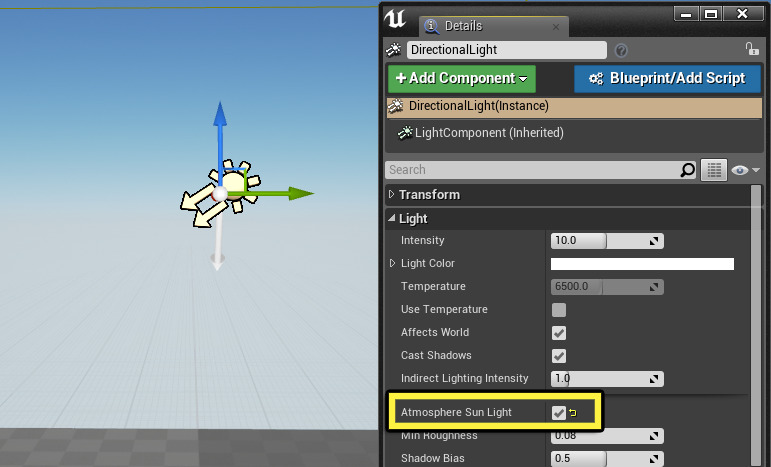 Details
DirectionalLight
+Add Component
Blueprint/Add Script
DirectionalLight(Instance)
LightComponent (Inherited)
Search
Transform
Light
Intensity 10.0
Light Color
Temperature 6500.0
Use Temperature
Affects World
Cast Shadows
Indirect Lighting Intensity 1.0
Atmosphere Sun Light
Min Roughness 0.08
Shadow Bias 0.5